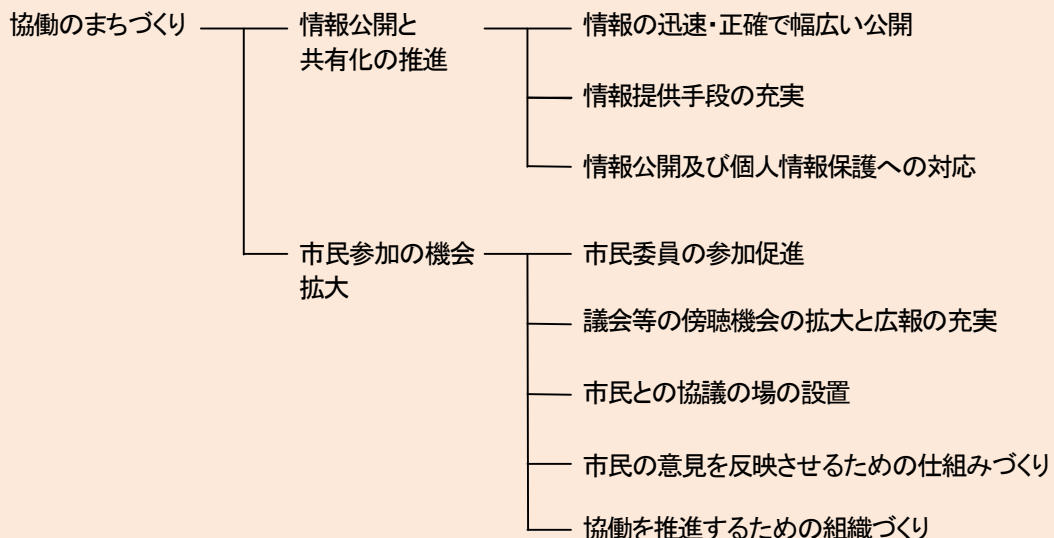 協働のまちづくり
情報公開と
共有化の推進
情報の迅速・正確で幅広い公開
情報提供手段の充実
情報公開及び個人情報保護への対応
市民参加の機会
拡大
市民委員の参加促進
議会等の傍聴機会の拡大と広報の充実
市民との協議の場の設置
市民の意見を反映させるための仕組みづくり
協働を推進するための組織づくり